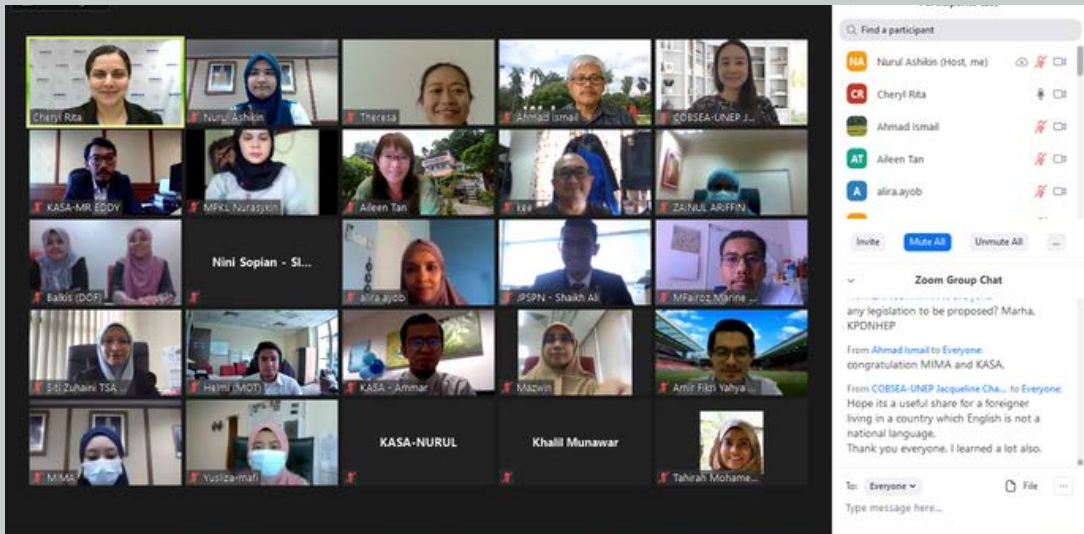 Cheryl Rita
Nurul Ashikin
Theresa
Ahmad Ismail
COBSEA-UNEP J...
KASA-MR EDDY
MPKL Nurasykin
Aileen Tan
kee
ZAINUL ARIFFIN
Balkis (DOF)
Nini Sopian - SI...
alira ayob
JPSPN - Shaikh Ali
MFairoz Marine ...
Siti Zuhaini TSA ...
Helmi (MOT)
KASA - Ammar
Mazwin
Amir Fikri Yahya ...
MIMA
Yusliza-mafi
KASA-NURUL
Khalil Munawar
Tahirah Mohame...
Find a participant
NA Nurul Ashikin (Host, me)
CR Cheryl Rita
Ahmad Ismail
AT Aileen Tan
A alira.ayob
Invite Mute All Unmute All ...
Zoom Group Chat
any legislation to be proposed? Marha,
KPDNHEP
From Ahmad Ismail to Everyone:
congratulation MIMA and KASA.
From COBSEA-UNEP Jacqueline Cha... to Everyone:
Hope its a useful share for a foreigner
living in a country which English is not a
national language.
Thank you everyone. I learned a lot also.
To: Everyone File ...
Type message here...